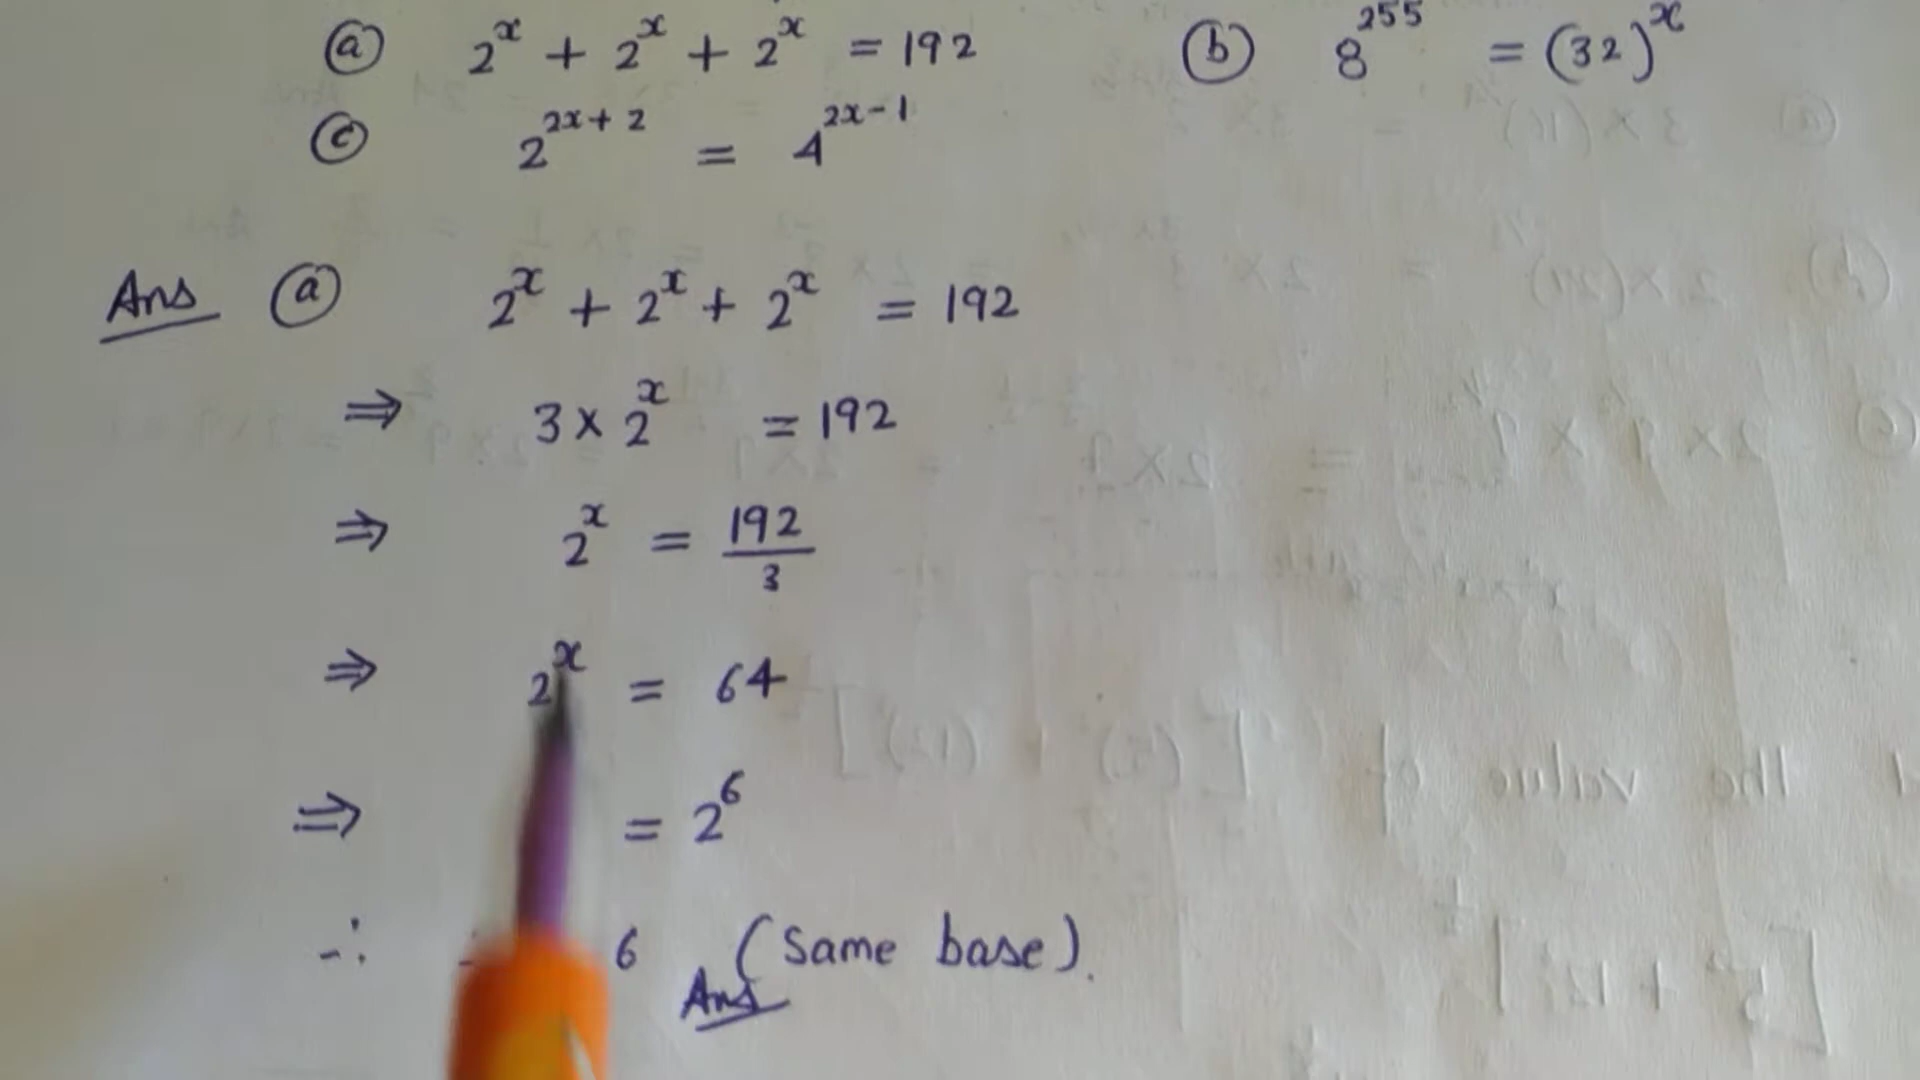 (a) 2^x + 2^x + 2^x = 192 (b) 8^255 = (32)^x
(c) 2^(2x+2) = 4^(2x-1)
Ans (a) 2^x + 2^x + 2^x = 192
⇒ 3 × 2^x = 192
⇒ 2^x = 192/3
⇒ 2^x = 64
⇒ = 2^6
∴ 6 (Same base).
Ans